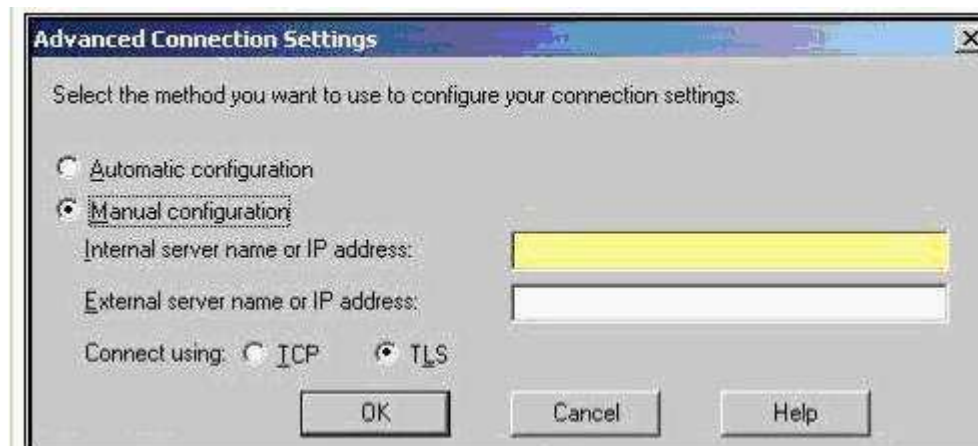 Advanced Connection Settings
Select the method you want to use to configure your connection settings.
Automatic configuration
Manual configuration
Internal server name or IP address:
External server name or IP address:
Connect using: TCP TLS
OK Cancel Help